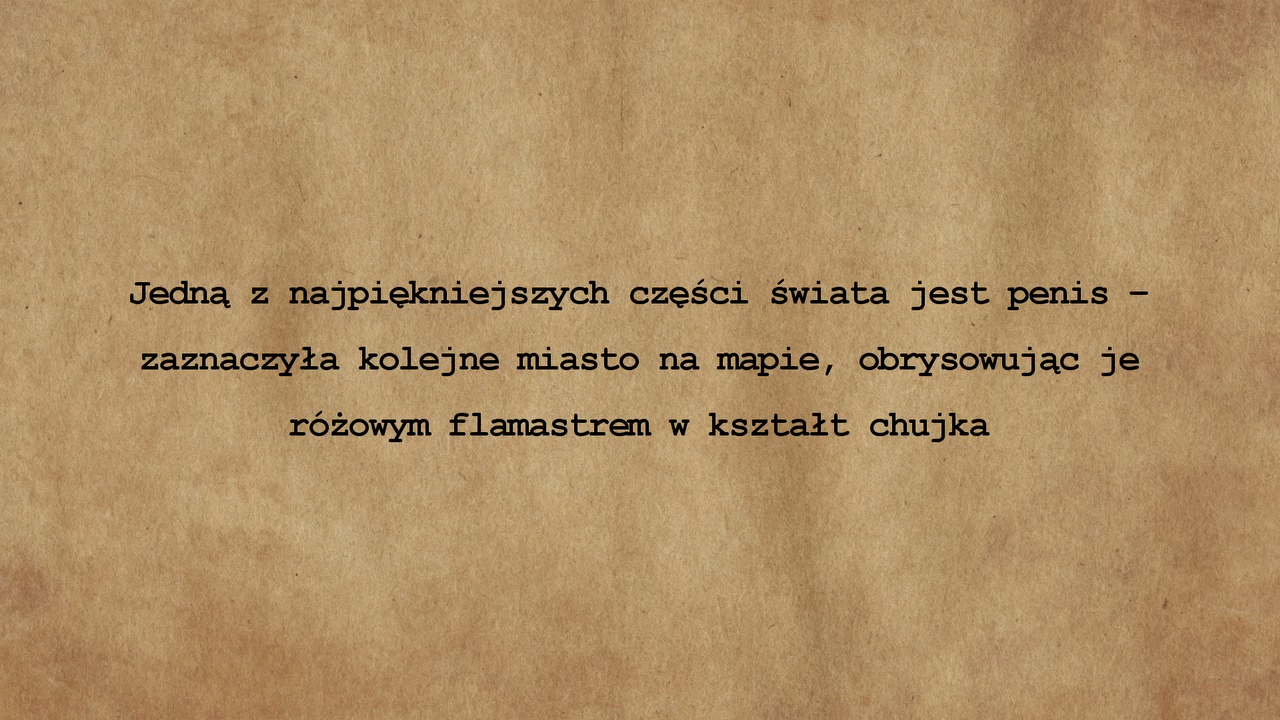 Jedną z najpiękniejszych części świata jest penis –
zaznaczyła kolejne miasto na mapie, obrysowując je
różowym flamastrem w kształt chujka